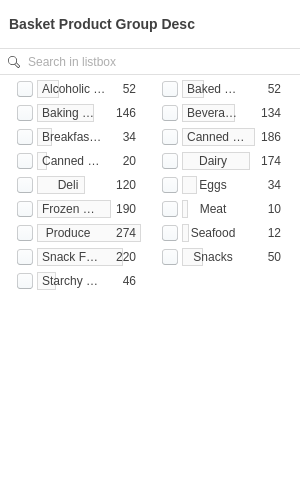 Basket Product Group Desc
Search in listbox
Alcoholic … 52 Baked … 52
Baking … 146 Bevera… 134
Breakfas… 34 Canned … 186
Canned … 20 Dairy 174
Deli 120 Eggs 34
Frozen … 190 Meat 10
Produce 274 Seafood 12
Snack F… 220 Snacks 50
Starchy … 46